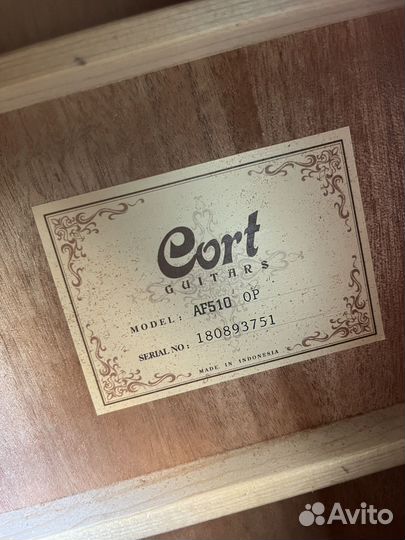 Cort
GUITARS
MODEL: AF510 OP
SERIAL NO: 180893751
MADE IN INDONESIA
Avito